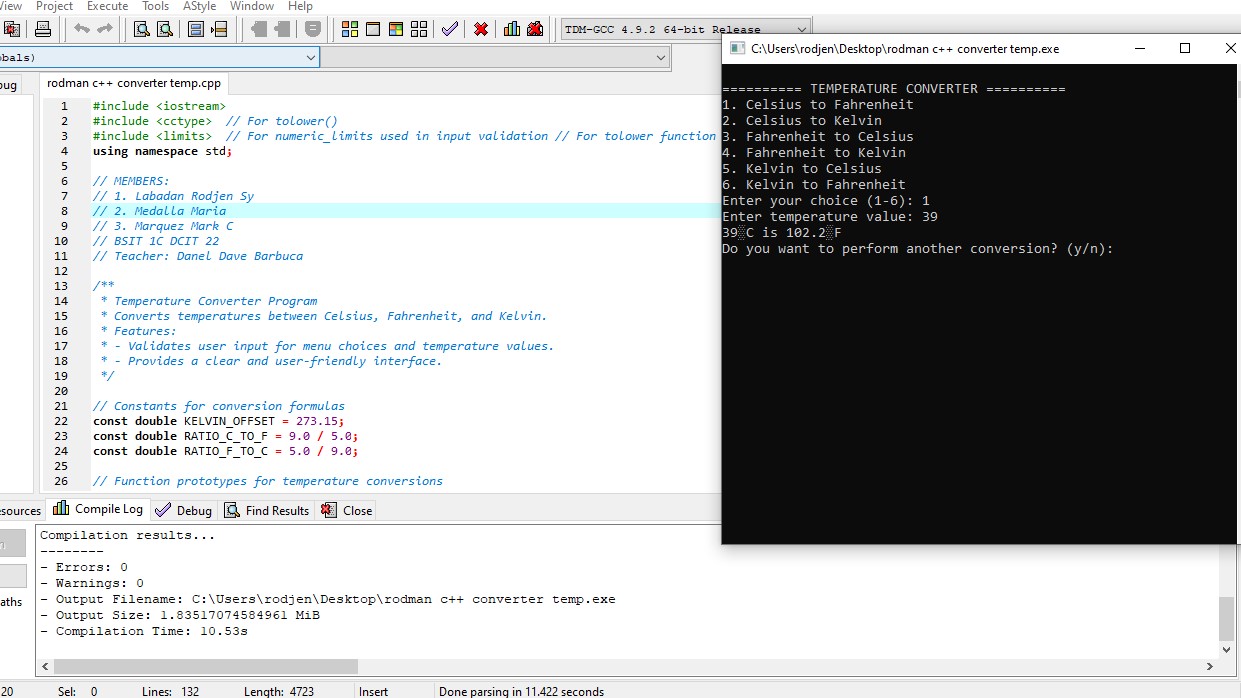 View Project Execute Tools AStyle Window Help
TDM-GCC 4.9.2 64-bit Release
obals)
bug
rodman c++ converter temp.cpp
1 #include <iostream>
2 #include <cctype> // For tolower()
3 #include <limits> // For numeric_limits used in input validation // For tolower function
4 using namespace std;
5
6 // MEMBERS:
7 // 1. Labadan Rodjen Sy
8 // 2. Medalla Maria
9 // 3. Marquez Mark C
10 // BSIT 1C DCIT 22
11 // Teacher: Danel Dave Barbuca
12
13 /**
14 * Temperature Converter Program
15 * Converts temperatures between Celsius, Fahrenheit, and Kelvin.
16 * Features:
17 * - Validates user input for menu choices and temperature values.
18 * - Provides a clear and user-friendly interface.
19 */
20
21 // Constants for conversion formulas
22 const double KELVIN_OFFSET = 273.15;
23 const double RATIO_C_TO_F = 9.0 / 5.0;
24 const double RATIO_F_TO_C = 5.0 / 9.0;
25
26 // Function prototypes for temperature conversions
C:\Users\rodjen\Desktop\rodman c++ converter temp.exe
========== TEMPERATURE CONVERTER ==========
1. Celsius to Fahrenheit
2. Celsius to Kelvin
3. Fahrenheit to Celsius
4. Fahrenheit to Kelvin
5. Kelvin to Celsius
6. Kelvin to Fahrenheit
Enter your choice (1-6): 1
Enter temperature value: 39
39░C is 102.2░F
Do you want to perform another conversion? (y/n):
esources Compile Log Debug Find Results Close
Compilation results...
--------
- Errors: 0
- Warnings: 0
- Output Filename: C:\Users\rodjen\Desktop\rodman c++ converter temp.exe
- Output Size: 1.83517074584961 MiB
- Compilation Time: 10.53s
aths
20 Sel: 0 Lines: 132 Length: 4723 Insert Done parsing in 11.422 seconds